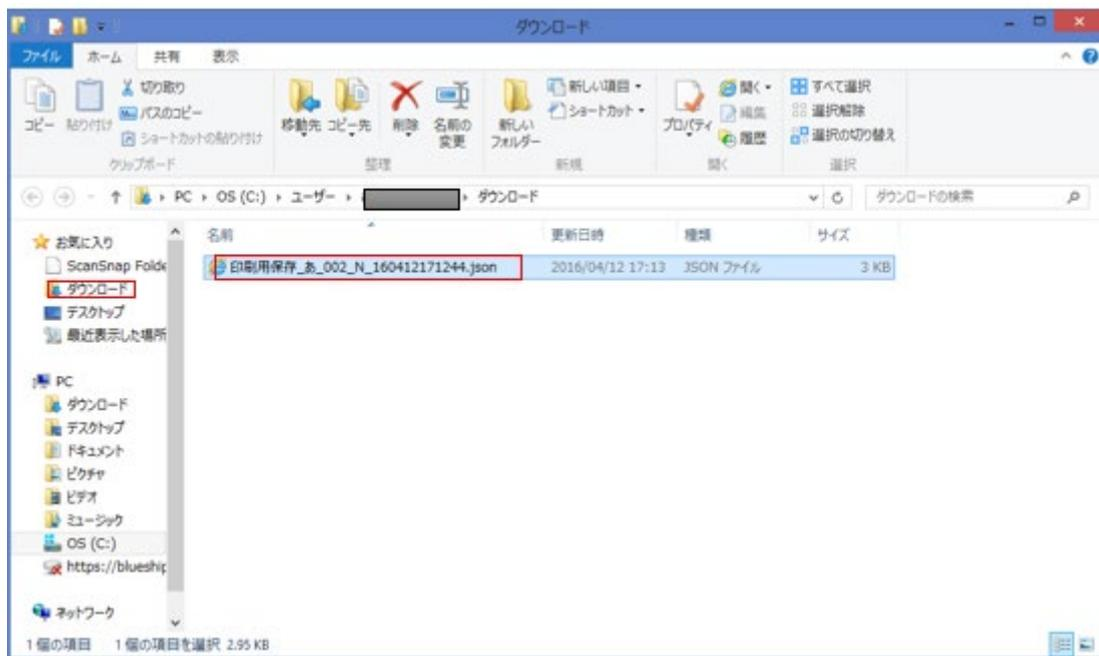 ダウンロード
ファイル ホーム 共有 表示
コピー 貼り付け 切り取り パスのコピー ショートカットの貼り付け
クリップボード
移動先 コピー先 削除 名前の変更
整理
新しいフォルダー 新しい項目 ショートカット
新規
プロパティ 開く 編集 履歴
開く
すべて選択 選択解除 選択の切り替え
選択
PC OS (C:) ユーザー ダウンロード ダウンロードの検索
名前 更新日時 種類 サイズ
印刷用保存_あ_002_N_160412171244.json 2016/04/12 17:13 JSON ファイル 3 KB
お気に入り
ScanSnap Folde
ダウンロード
デスクトップ
最近表示した場所
PC
ダウンロード
デスクトップ
ドキュメント
ピクチャ
ビデオ
ミュージック
OS (C:)
https://blueship
ネットワーク
1 個の項目 1 個の項目を選択 2.95 KB